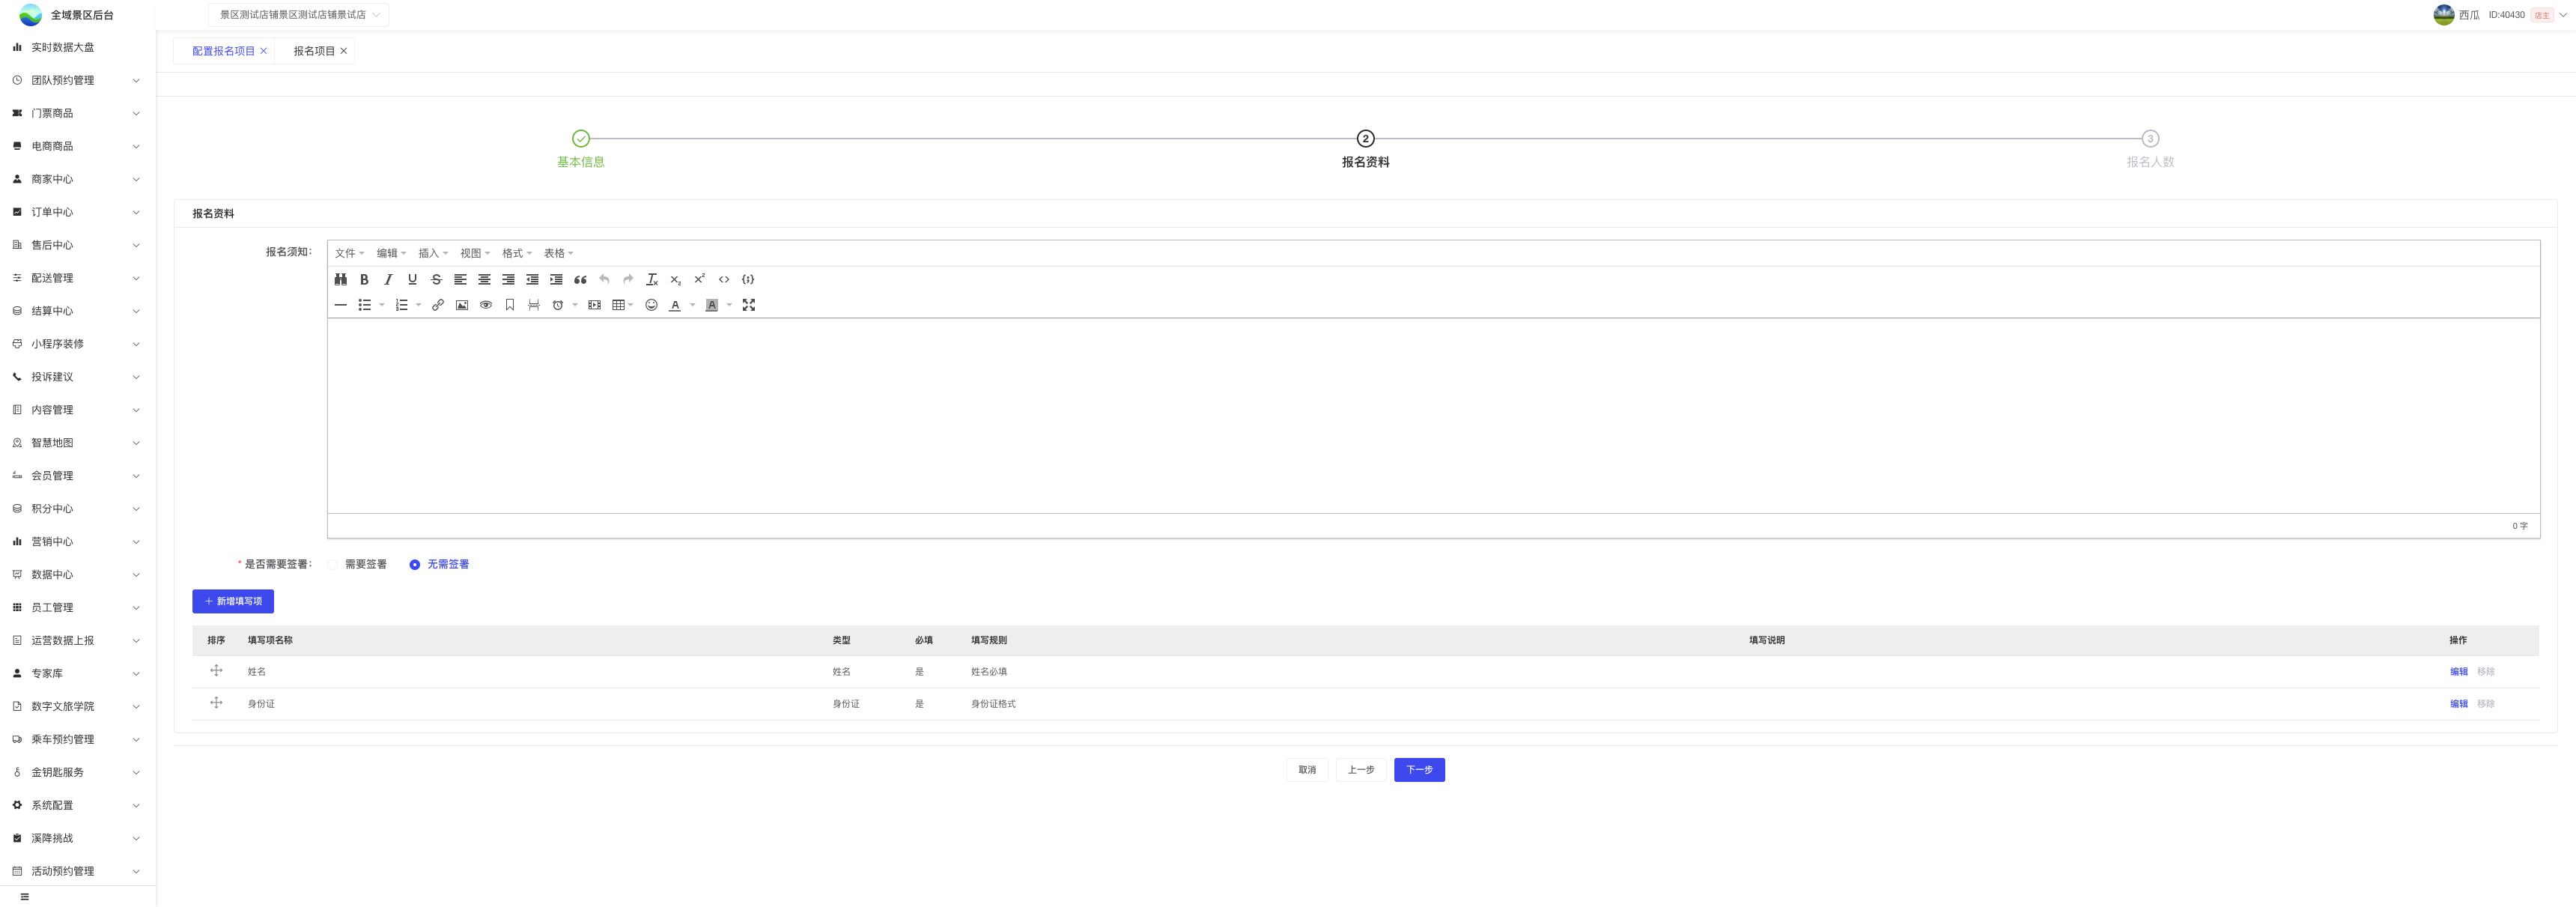 全域景区后台
景区测试店铺景区测试店铺景试店
西瓜 ID:40430 店主
实时数据大盘
团队预约管理
门票商品
电商商品
商家中心
订单中心
售后中心
配送管理
结算中心
小程序装修
投诉建议
内容管理
智慧地图
会员管理
积分中心
营销中心
数据中心
员工管理
运营数据上报
专家库
数字文旅学院
乘车预约管理
金钥匙服务
系统配置
溪降挑战
活动预约管理
配置报名项目
报名项目
基本信息
2
报名资料
3
报名人数
报名资料
报名须知：
文件 编辑 插入 视图 格式 表格
0 字
* 是否需要签署： 需要签署 无需签署
新增填写项
排序 填写项名称 类型 必填 填写规则 填写说明 操作
姓名 姓名 是 姓名必填 编辑 移除
身份证 身份证 是 身份证格式 编辑 移除
取消 上一步 下一步